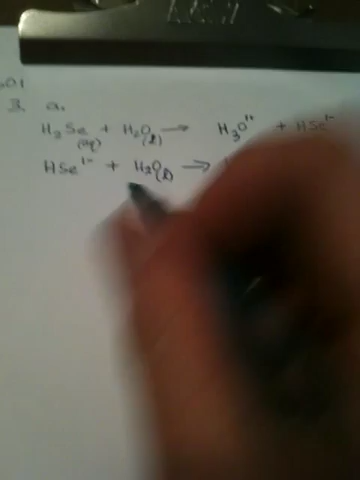 3. a.
H₂Se(aq) + H₂O(l) → H₃O¹⁺ + HSe¹⁻
HSe¹⁻ + H₂O(l) →